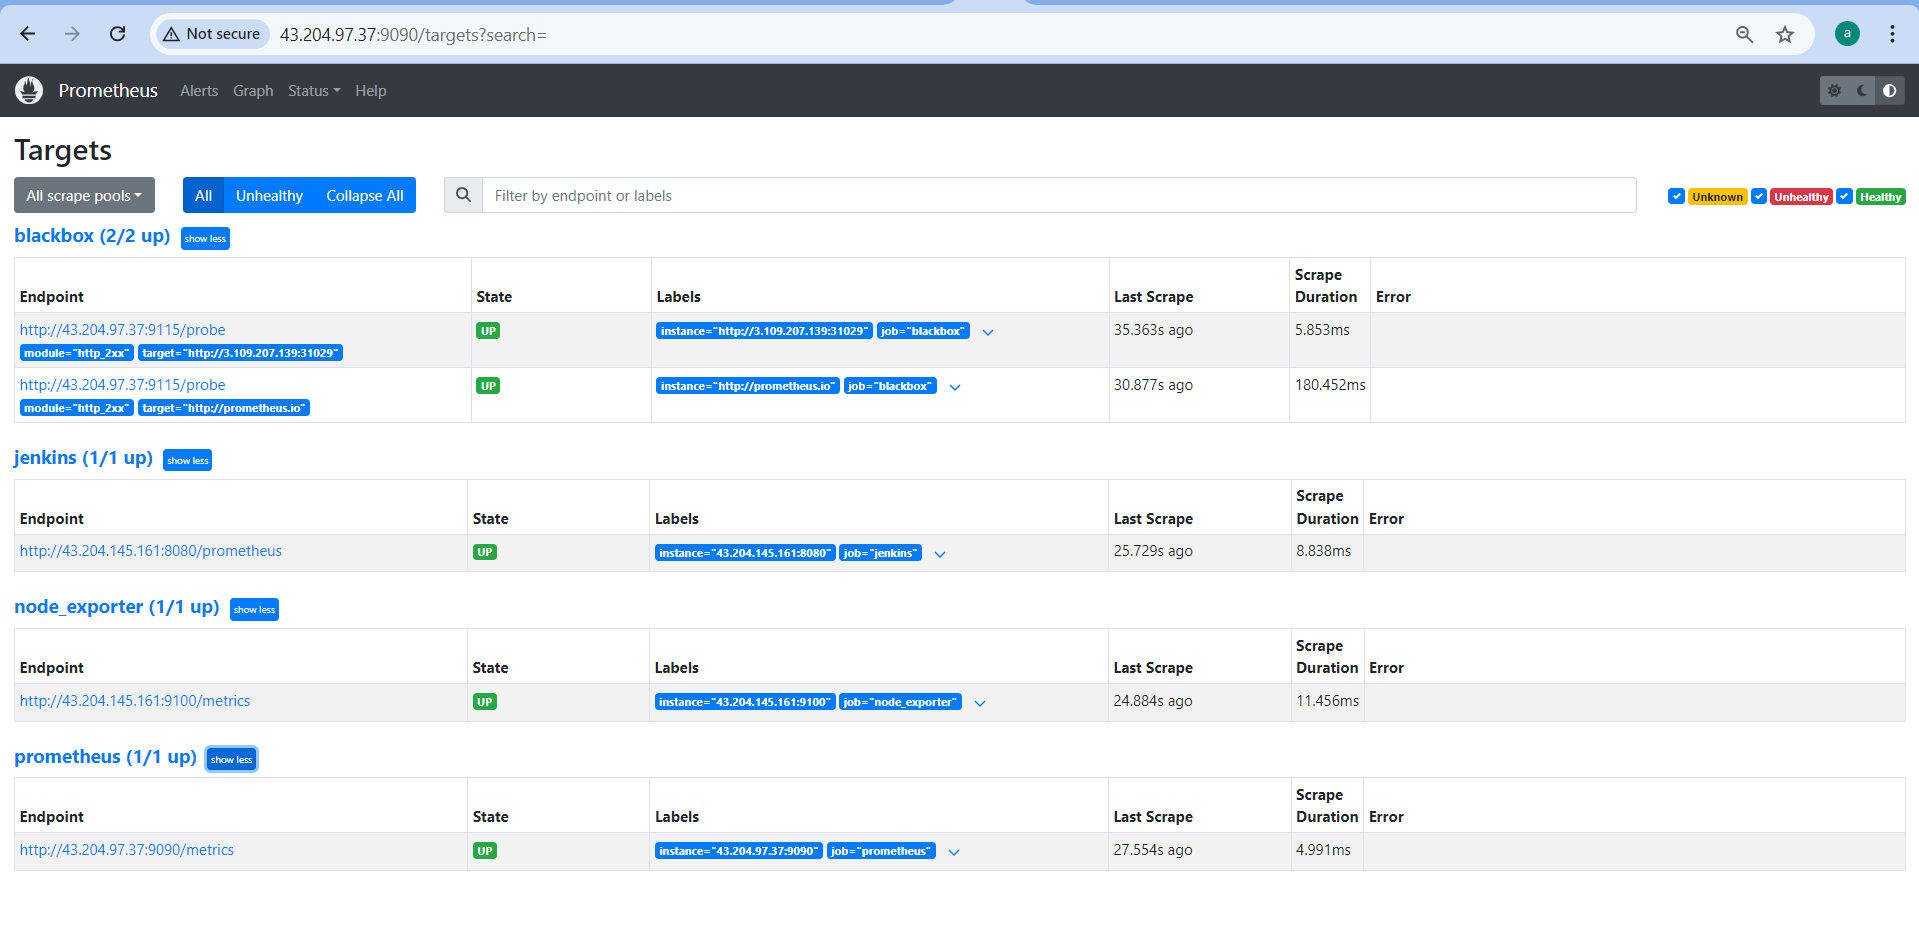 Not secure 43.204.97.37:9090/targets?search= a
Prometheus Alerts Graph Status Help
Targets
All scrape pools All Unhealthy Collapse All Filter by endpoint or labels Unknown Unhealthy Healthy
blackbox (2/2 up) show less
Endpoint State Labels Last Scrape Scrape Duration Error
http://43.204.97.37:9115/probe UP instance="http://3.109.207.139:31029" job="blackbox" 35.363s ago 5.853ms
module="http_2xx" target="http://3.109.207.139:31029"
http://43.204.97.37:9115/probe UP instance="http://prometheus.io" job="blackbox" 30.877s ago 180.452ms
module="http_2xx" target="http://prometheus.io"
jenkins (1/1 up) show less
Endpoint State Labels Last Scrape Scrape Duration Error
http://43.204.145.161:8080/prometheus UP instance="43.204.145.161:8080" job="jenkins" 25.729s ago 8.838ms
node_exporter (1/1 up) show less
Endpoint State Labels Last Scrape Scrape Duration Error
http://43.204.145.161:9100/metrics UP instance="43.204.145.161:9100" job="node_exporter" 24.884s ago 11.456ms
prometheus (1/1 up) show less
Endpoint State Labels Last Scrape Scrape Duration Error
http://43.204.97.37:9090/metrics UP instance="43.204.97.37:9090" job="prometheus" 27.554s ago 4.991ms